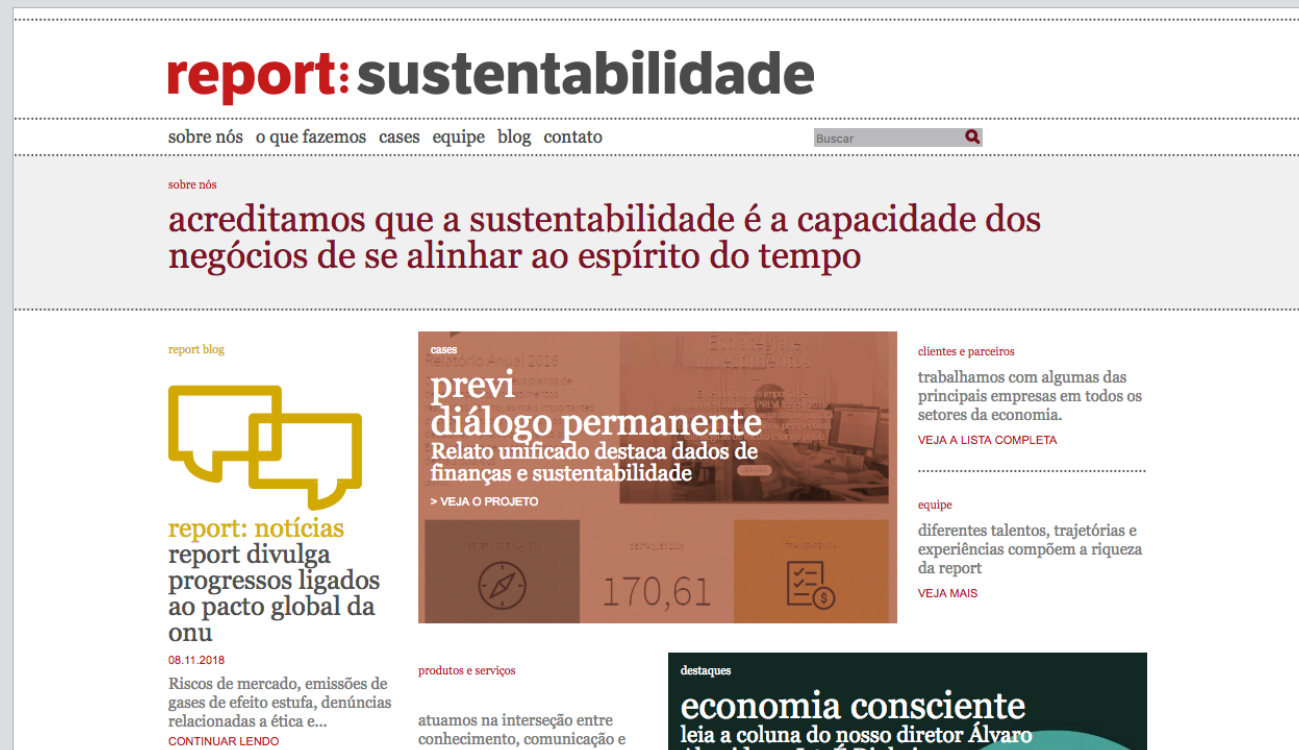 report:sustentabilidade
sobre nós o que fazemos cases equipe blog contato
Buscar
sobre nós
acreditamos que a sustentabilidade é a capacidade dos
negócios de se alinhar ao espírito do tempo
report blog
report: notícias
report divulga
progressos ligados
ao pacto global da
onu
08.11.2018
Riscos de mercado, emissões de
gases de efeito estufa, denúncias
relacionadas a ética e...
CONTINUAR LENDO
cases
Relatório Anual 2016
previ
diálogo permanente
Relato unificado destaca dados de
finanças e sustentabilidade
> VEJA O PROJETO
170,61
clientes e parceiros
trabalhamos com algumas das
principais empresas em todos os
setores da economia.
VEJA A LISTA COMPLETA
equipe
diferentes talentos, trajetórias e
experiências compõem a riqueza
da report
VEJA MAIS
produtos e serviços
atuamos na interseção entre
conhecimento, comunicação e
destaques
economia consciente
leia a coluna do nosso diretor Álvaro